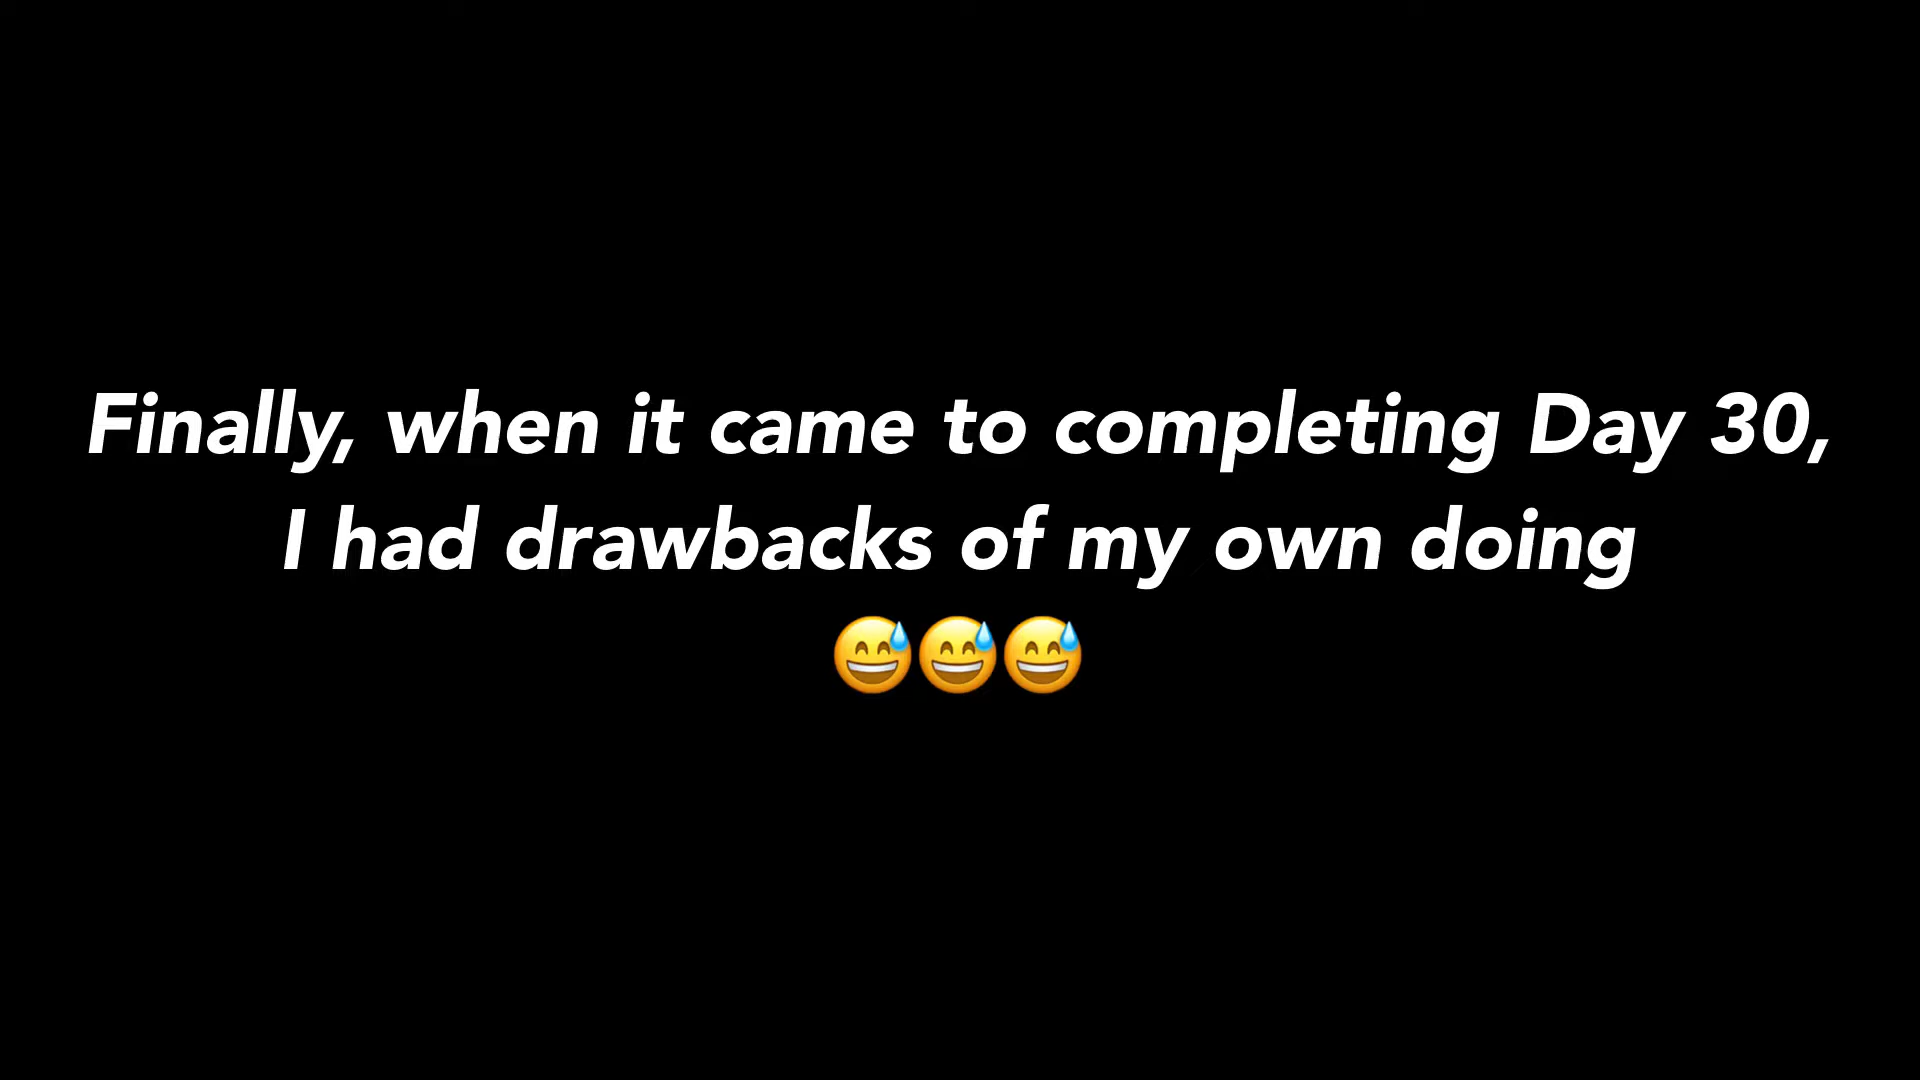 Finally, when it came to completing Day 30,
I had drawbacks of my own doing
😅😅😅